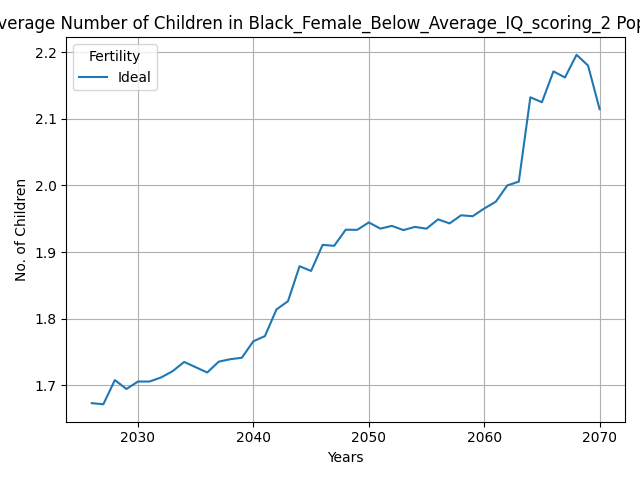 verage Number of Children in Black_Female_Below_Average_IQ_scoring_2 Pop
Fertility
Ideal
2.2
2.1
2.0
1.9
1.8
1.7
No. of Children
2030 2040 2050 2060 2070
Years